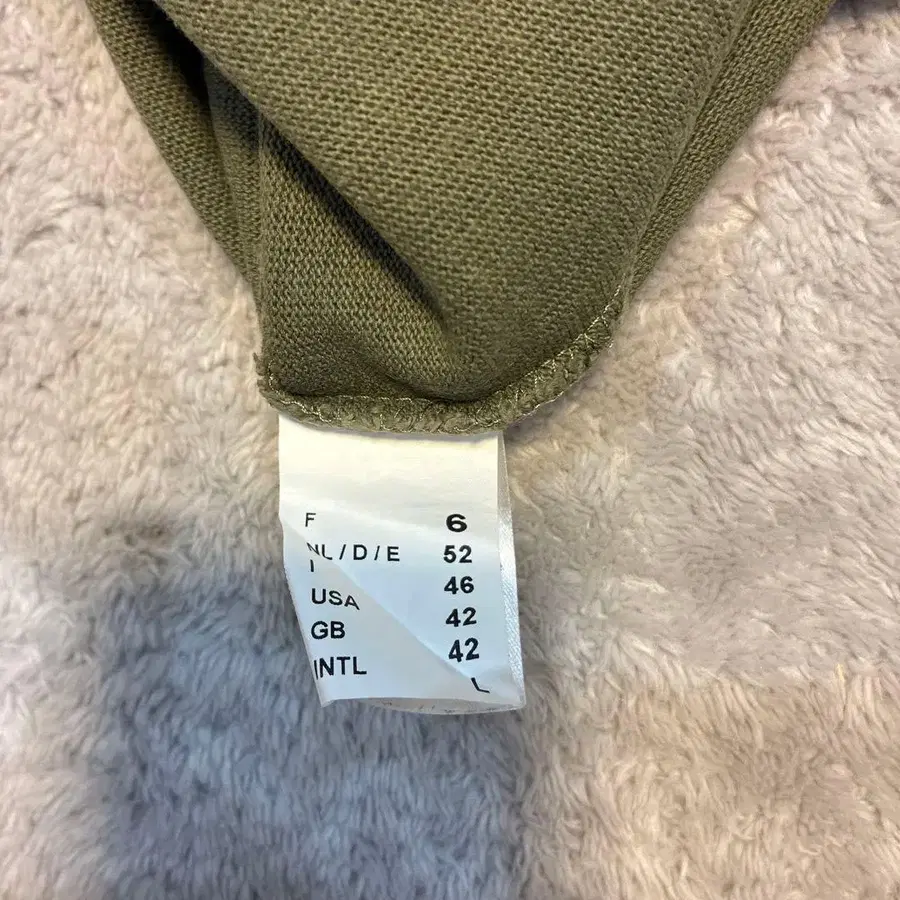 F 6
NL / D / E 52
I 46
USA 42
GB 42
INTL L